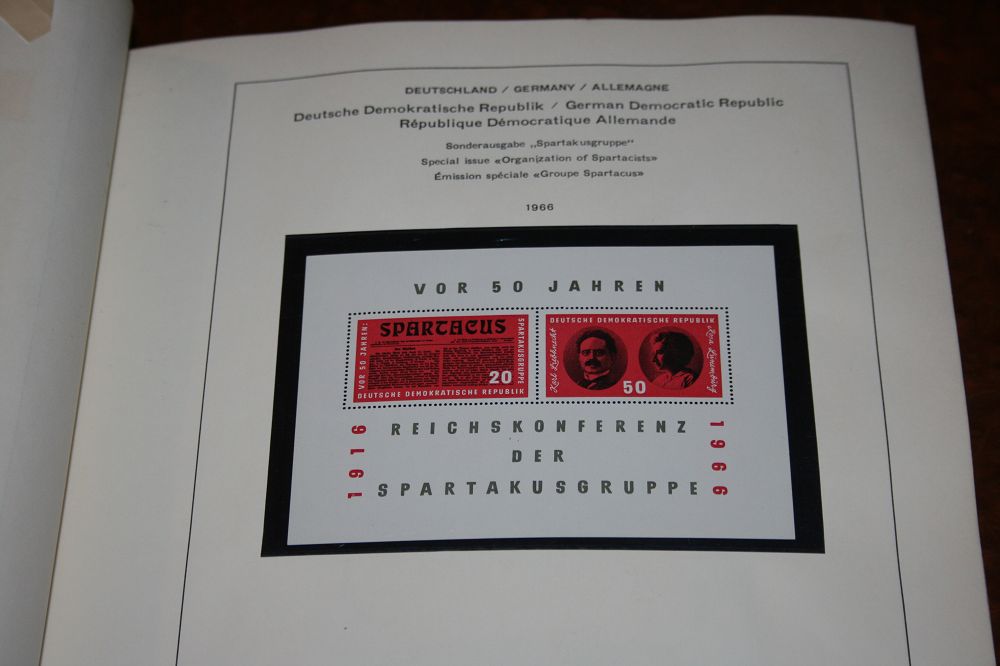 DEUTSCHLAND / GERMANY / ALLEMAGNE
Deutsche Demokratische Republik / German Democratic Republic
République Démocratique Allemande
Sonderausgabe „Spartakusgruppe"
Special issue «Organization of Spartacists»
Émission spéciale «Groupe Spartacus»
1966
VOR 50 JAHREN
VOR 50 JAHREN:
SPARTACUS
SPARTAKUSGRUPPE
20
DEUTSCHE DEMOKRATISCHE REPUBLIK
DEUTSCHE DEMOKRATISCHE REPUBLIK
Karl Liebknecht
Rosa Luxemburg
50
1916
REICHSKONFERENZ
DER
SPARTAKUSGRUPPE
1966